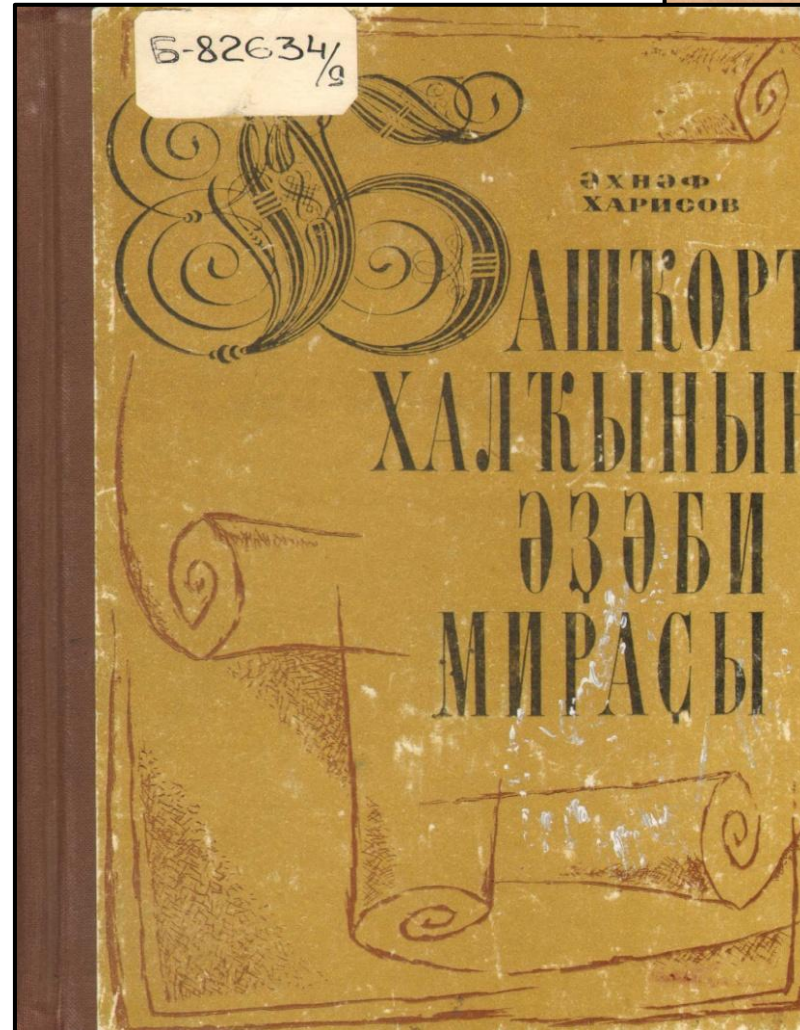 Б-82634/9
ӘХНӘФ
ХАРИСОВ
БАШҠОРТ
ХАЛҠЫНЫҢ
ӘҘӘБИ
МИРАҪЫ